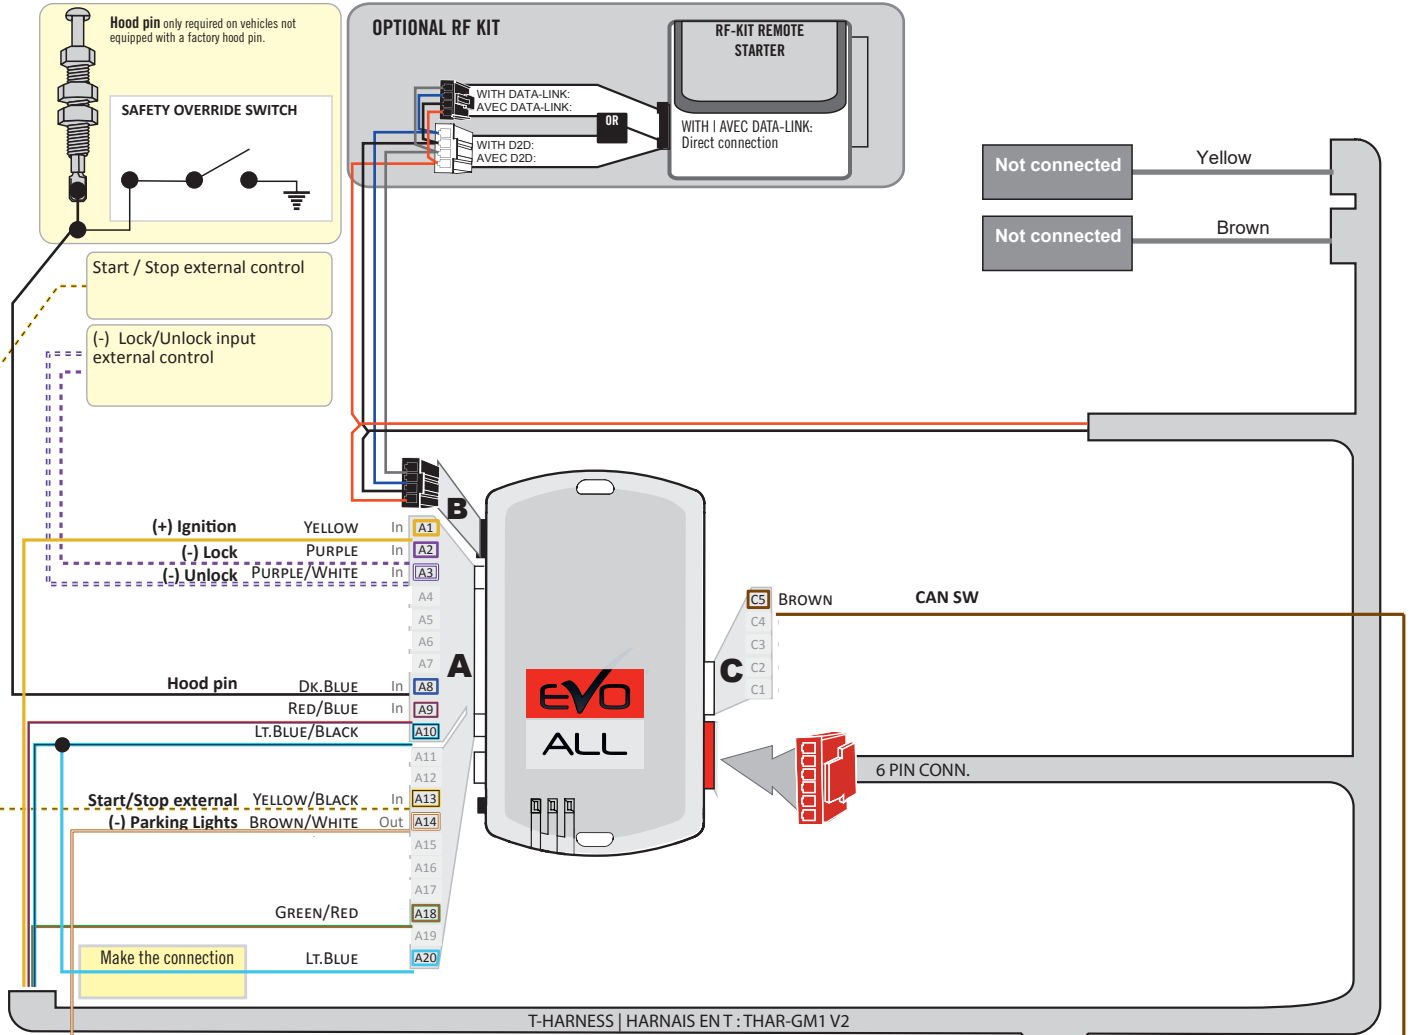 Hood pin only required on vehicles not
equipped with a factory hood pin.
SAFETY OVERRIDE SWITCH
OPTIONAL RF KIT
RF-KIT REMOTE
STARTER
WITH DATA-LINK:
AVEC DATA-LINK:
OR
WITH D2D:
AVEC D2D:
WITH | AVEC DATA-LINK:
Direct connection
Not connected
Yellow
Not connected
Brown
Start / Stop external control
(-) Lock/Unlock input
external control
B
(+) Ignition YELLOW In A1
(-) Lock PURPLE In A2
(-) Unlock PURPLE/WHITE In A3
A4
A5
A6
A7
A
Hood pin DK.BLUE In A8
RED/BLUE In A9
LT.BLUE/BLACK A10
A11
A12
Start/Stop external YELLOW/BLACK In A13
(-) Parking Lights BROWN/WHITE Out A14
A15
A16
A17
GREEN/RED A18
A19
Make the connection
LT.BLUE A20
EVO
ALL
C5 BROWN CAN SW
C4
C3
C
C2
C1
6 PIN CONN.
T-HARNESS | HARNAIS EN T : THAR-GM1 V2